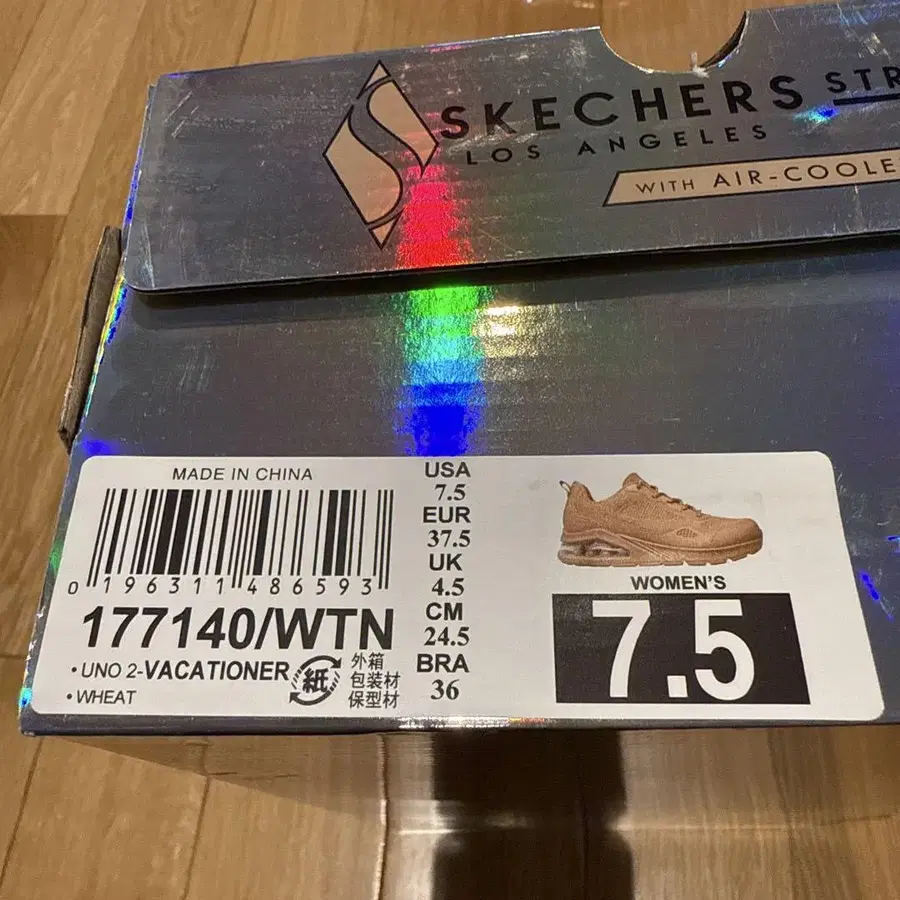 SKECHERS STR
LOS ANGELES
WITH AIR-COOLE
MADE IN CHINA
0 196311 486593
177140/WTN
• UNO 2-VACATIONER
• WHEAT
紙
外箱
包装材
保型材
USA
7.5
EUR
37.5
UK
4.5
CM
24.5
BRA
36
WOMEN'S
7.5